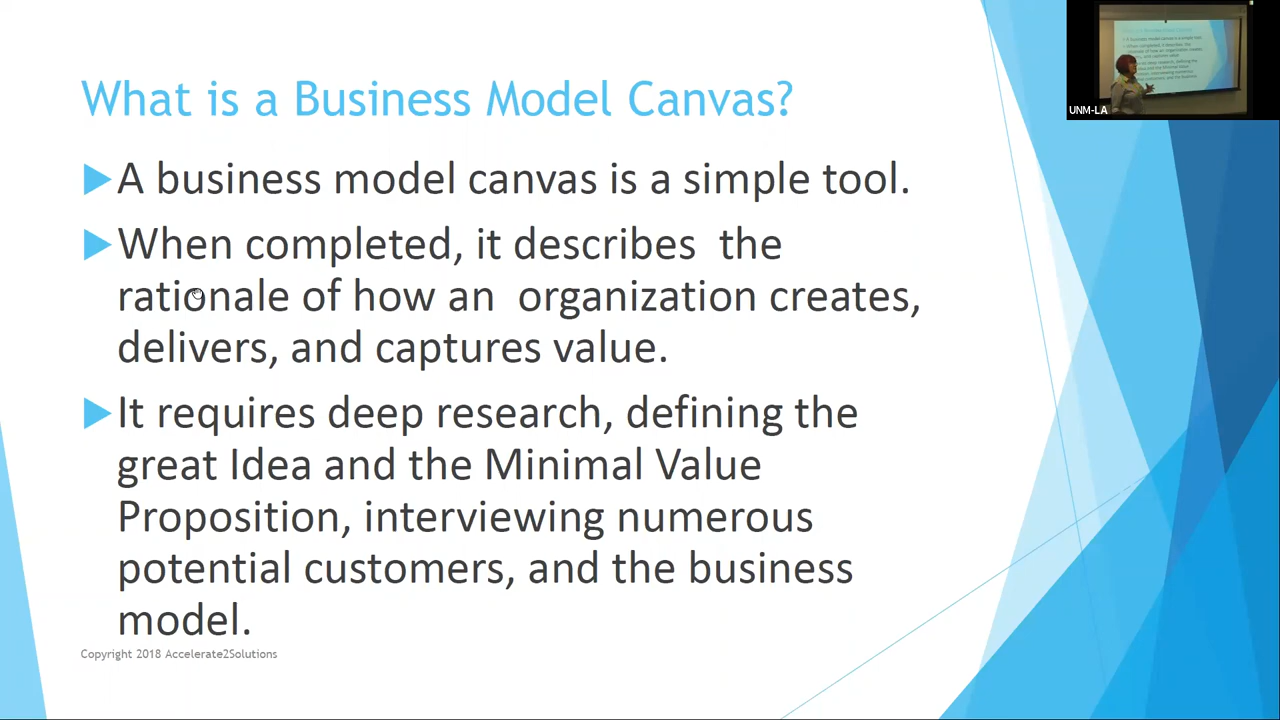 What is a Business Model Canvas?
A business model canvas is a simple tool.
When completed, it describes  the
rationale of how an  organization creates,
delivers, and captures value.
It requires deep research, defining the
great Idea and the Minimal Value
Proposition, interviewing numerous
potential customers, and the business
model.
Copyright 2018 Accelerate2Solutions
UNM-LA